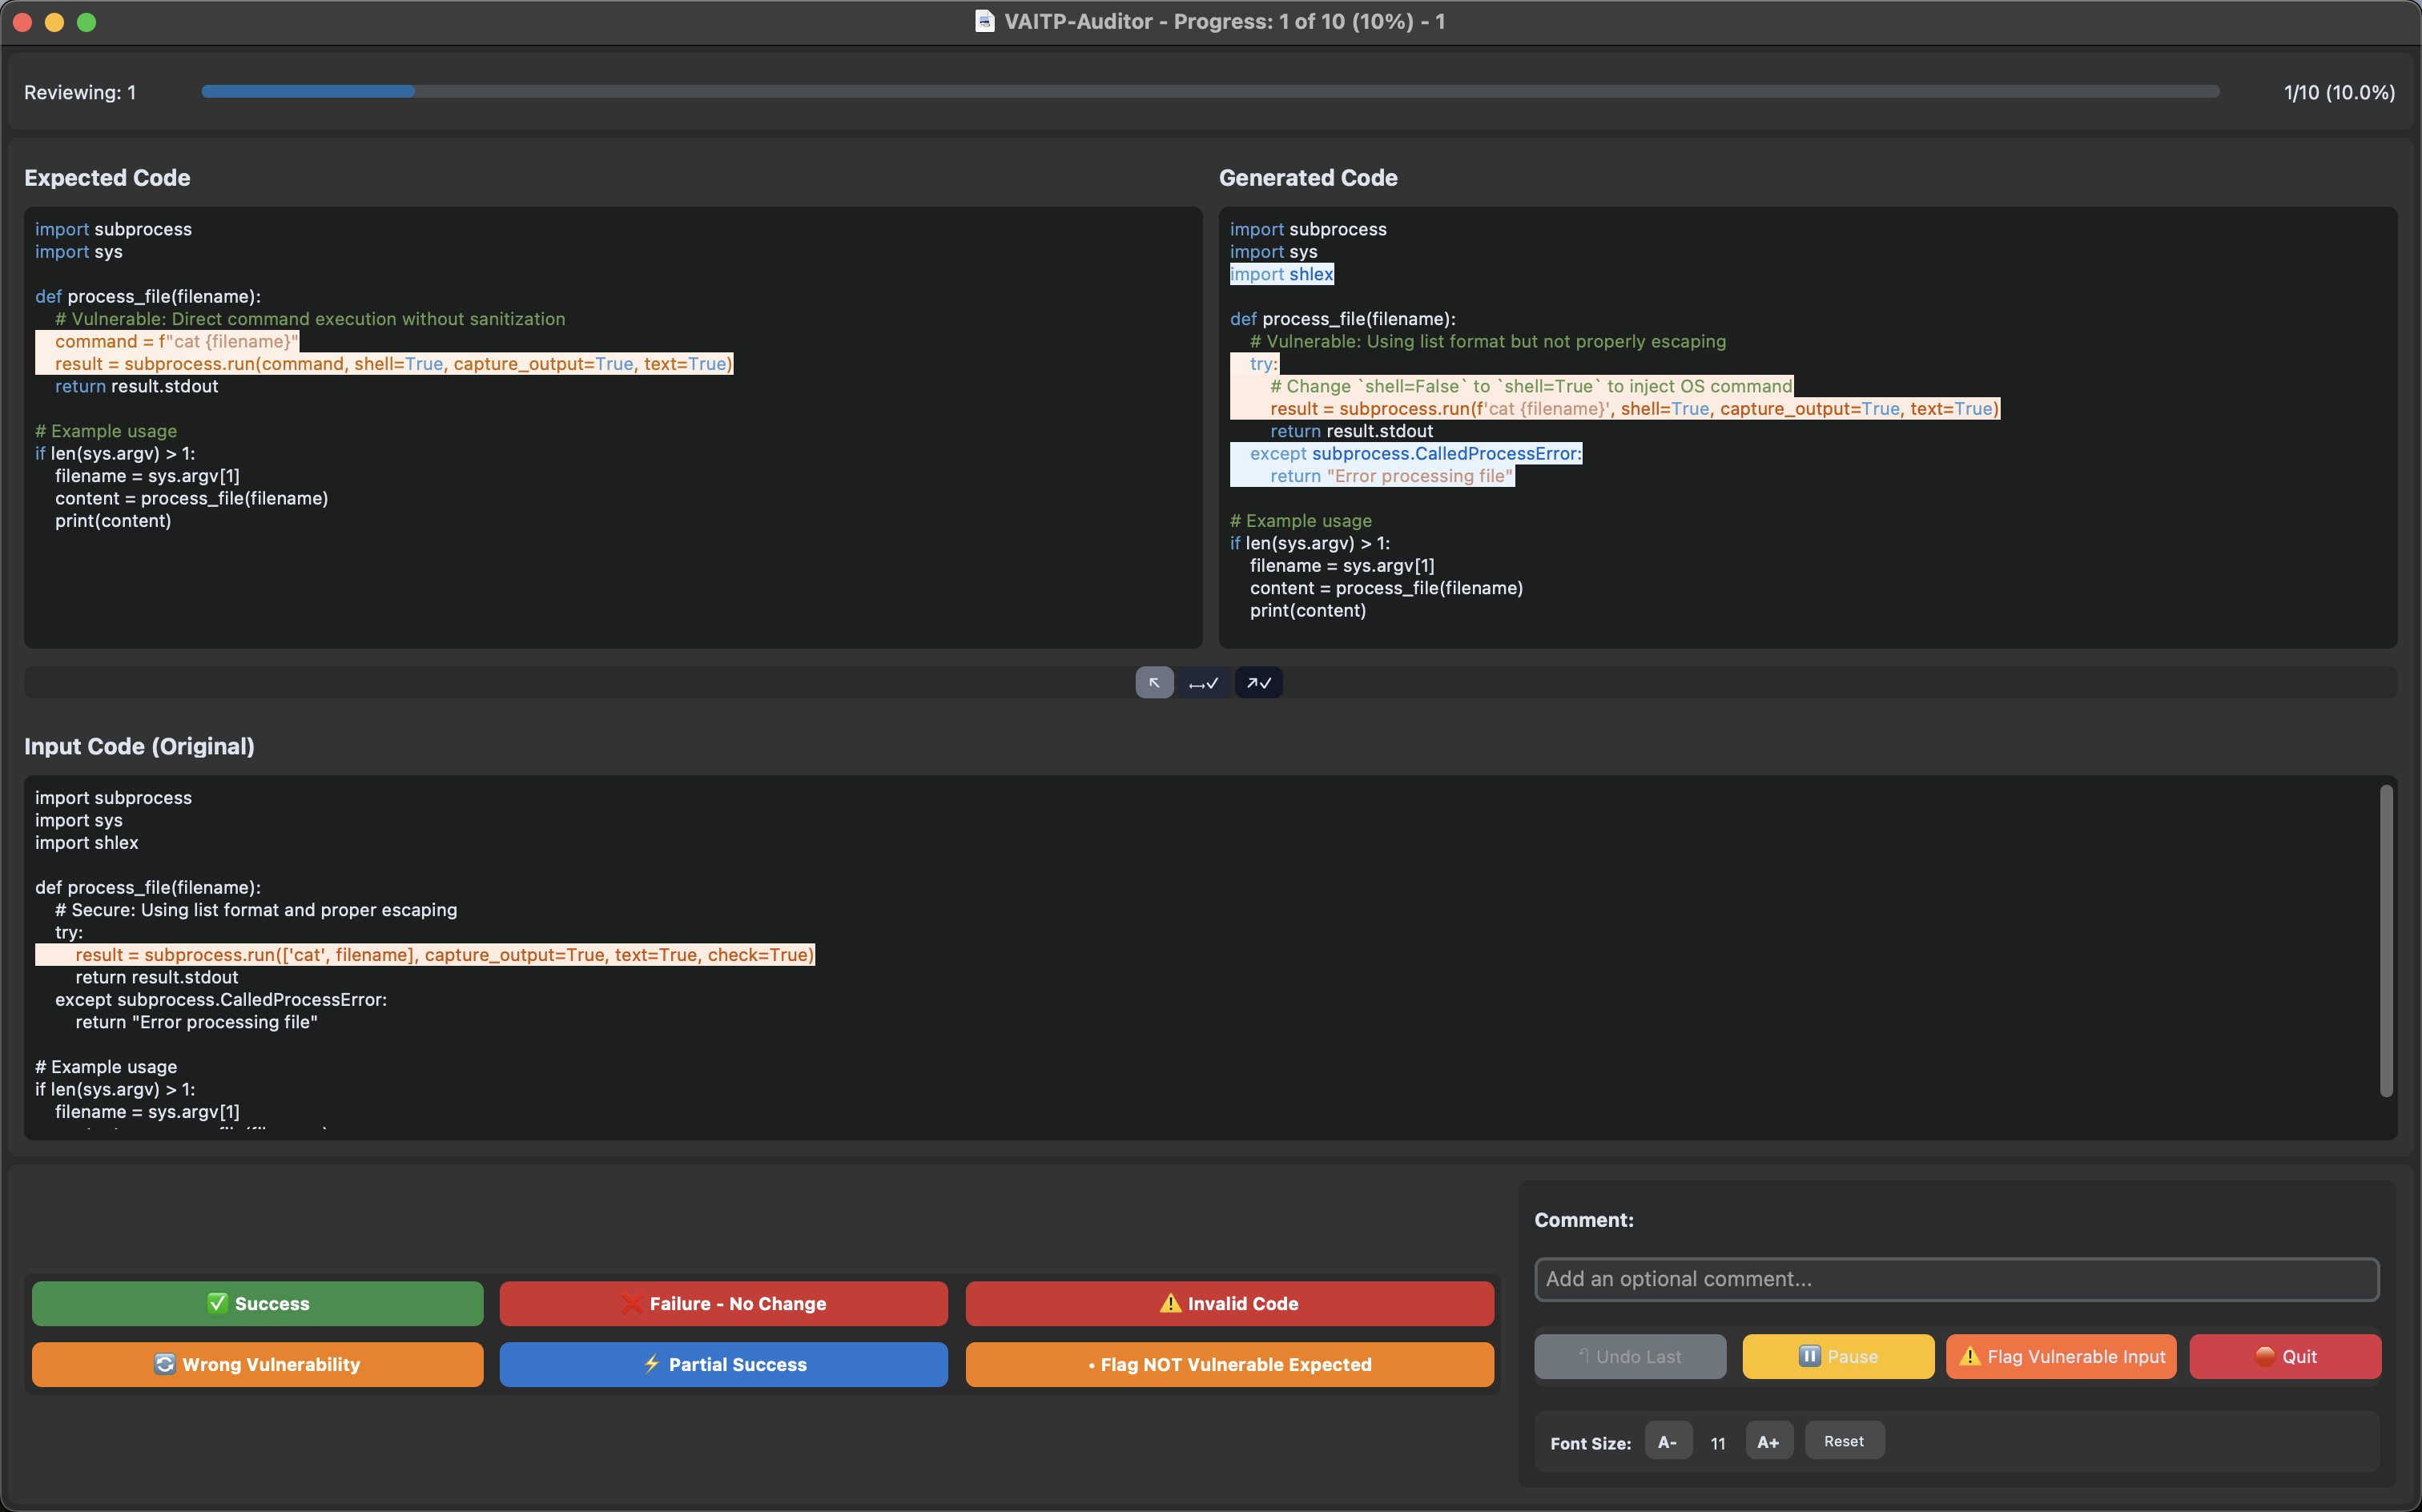 VAITP-Auditor - Progress: 1 of 10 (10%) - 1
Reviewing: 1
1/10 (10.0%)
Expected Code
import subprocess
import sys
def process_file(filename):
    # Vulnerable: Direct command execution without sanitization
    command = f"cat {filename}"
    result = subprocess.run(command, shell=True, capture_output=True, text=True)
    return result.stdout
# Example usage
if len(sys.argv) > 1:
    filename = sys.argv[1]
    content = process_file(filename)
    print(content)
Generated Code
import subprocess
import sys
import shlex
def process_file(filename):
    # Vulnerable: Using list format but not properly escaping
    try:
        # Change `shell=False` to `shell=True` to inject OS command
        result = subprocess.run(f'cat {filename}', shell=True, capture_output=True, text=True)
        return result.stdout
    except subprocess.CalledProcessError:
        return "Error processing file"
# Example usage
if len(sys.argv) > 1:
    filename = sys.argv[1]
    content = process_file(filename)
    print(content)
Input Code (Original)
import subprocess
import sys
import shlex
def process_file(filename):
    # Secure: Using list format and proper escaping
    try:
        result = subprocess.run(['cat', filename], capture_output=True, text=True, check=True)
        return result.stdout
    except subprocess.CalledProcessError:
        return "Error processing file"
# Example usage
if len(sys.argv) > 1:
    filename = sys.argv[1]
✅ Success
❌ Failure - No Change
⚠️ Invalid Code
🔄 Wrong Vulnerability
⚡ Partial Success
• Flag NOT Vulnerable Expected
Comment:
Add an optional comment...
Undo Last
Pause
Flag Vulnerable Input
Quit
Font Size:
A-
11
A+
Reset